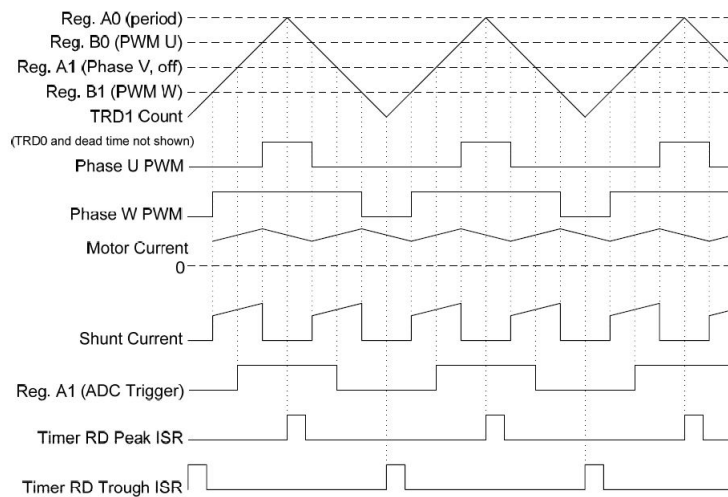 Reg. A0 (period)
Reg. B0 (PWM U)
Reg. A1 (Phase V, off)
Reg. B1 (PWM W)
TRD1 Count
(TRD0 and dead time not shown)
Phase U PWM
Phase W PWM
Motor Current
0
Shunt Current
Reg. A1 (ADC Trigger)
Timer RD Peak ISR
Timer RD Trough ISR